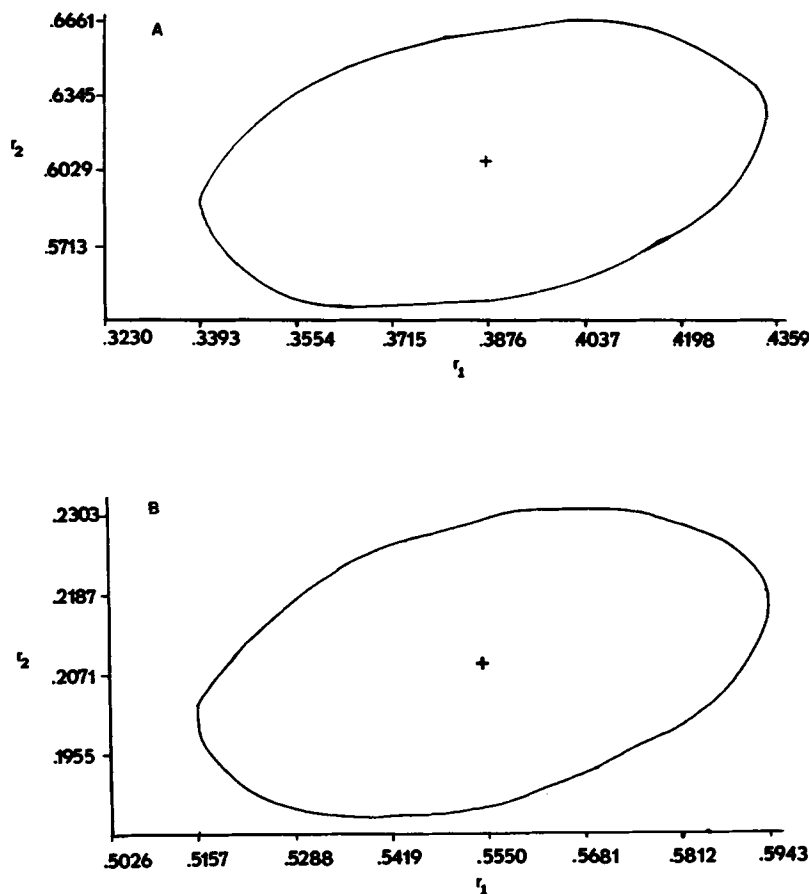 A
.6661
.6345
r2
.6029
.5713
.3230 .3393 .3554 .3715 .3876 .4037 .4198 .4359
r1
B
.2303
.2187
r2
.2071
.1955
.5026 .5157 .5288 .5419 .5550 .5681 .5812 .5943
r1